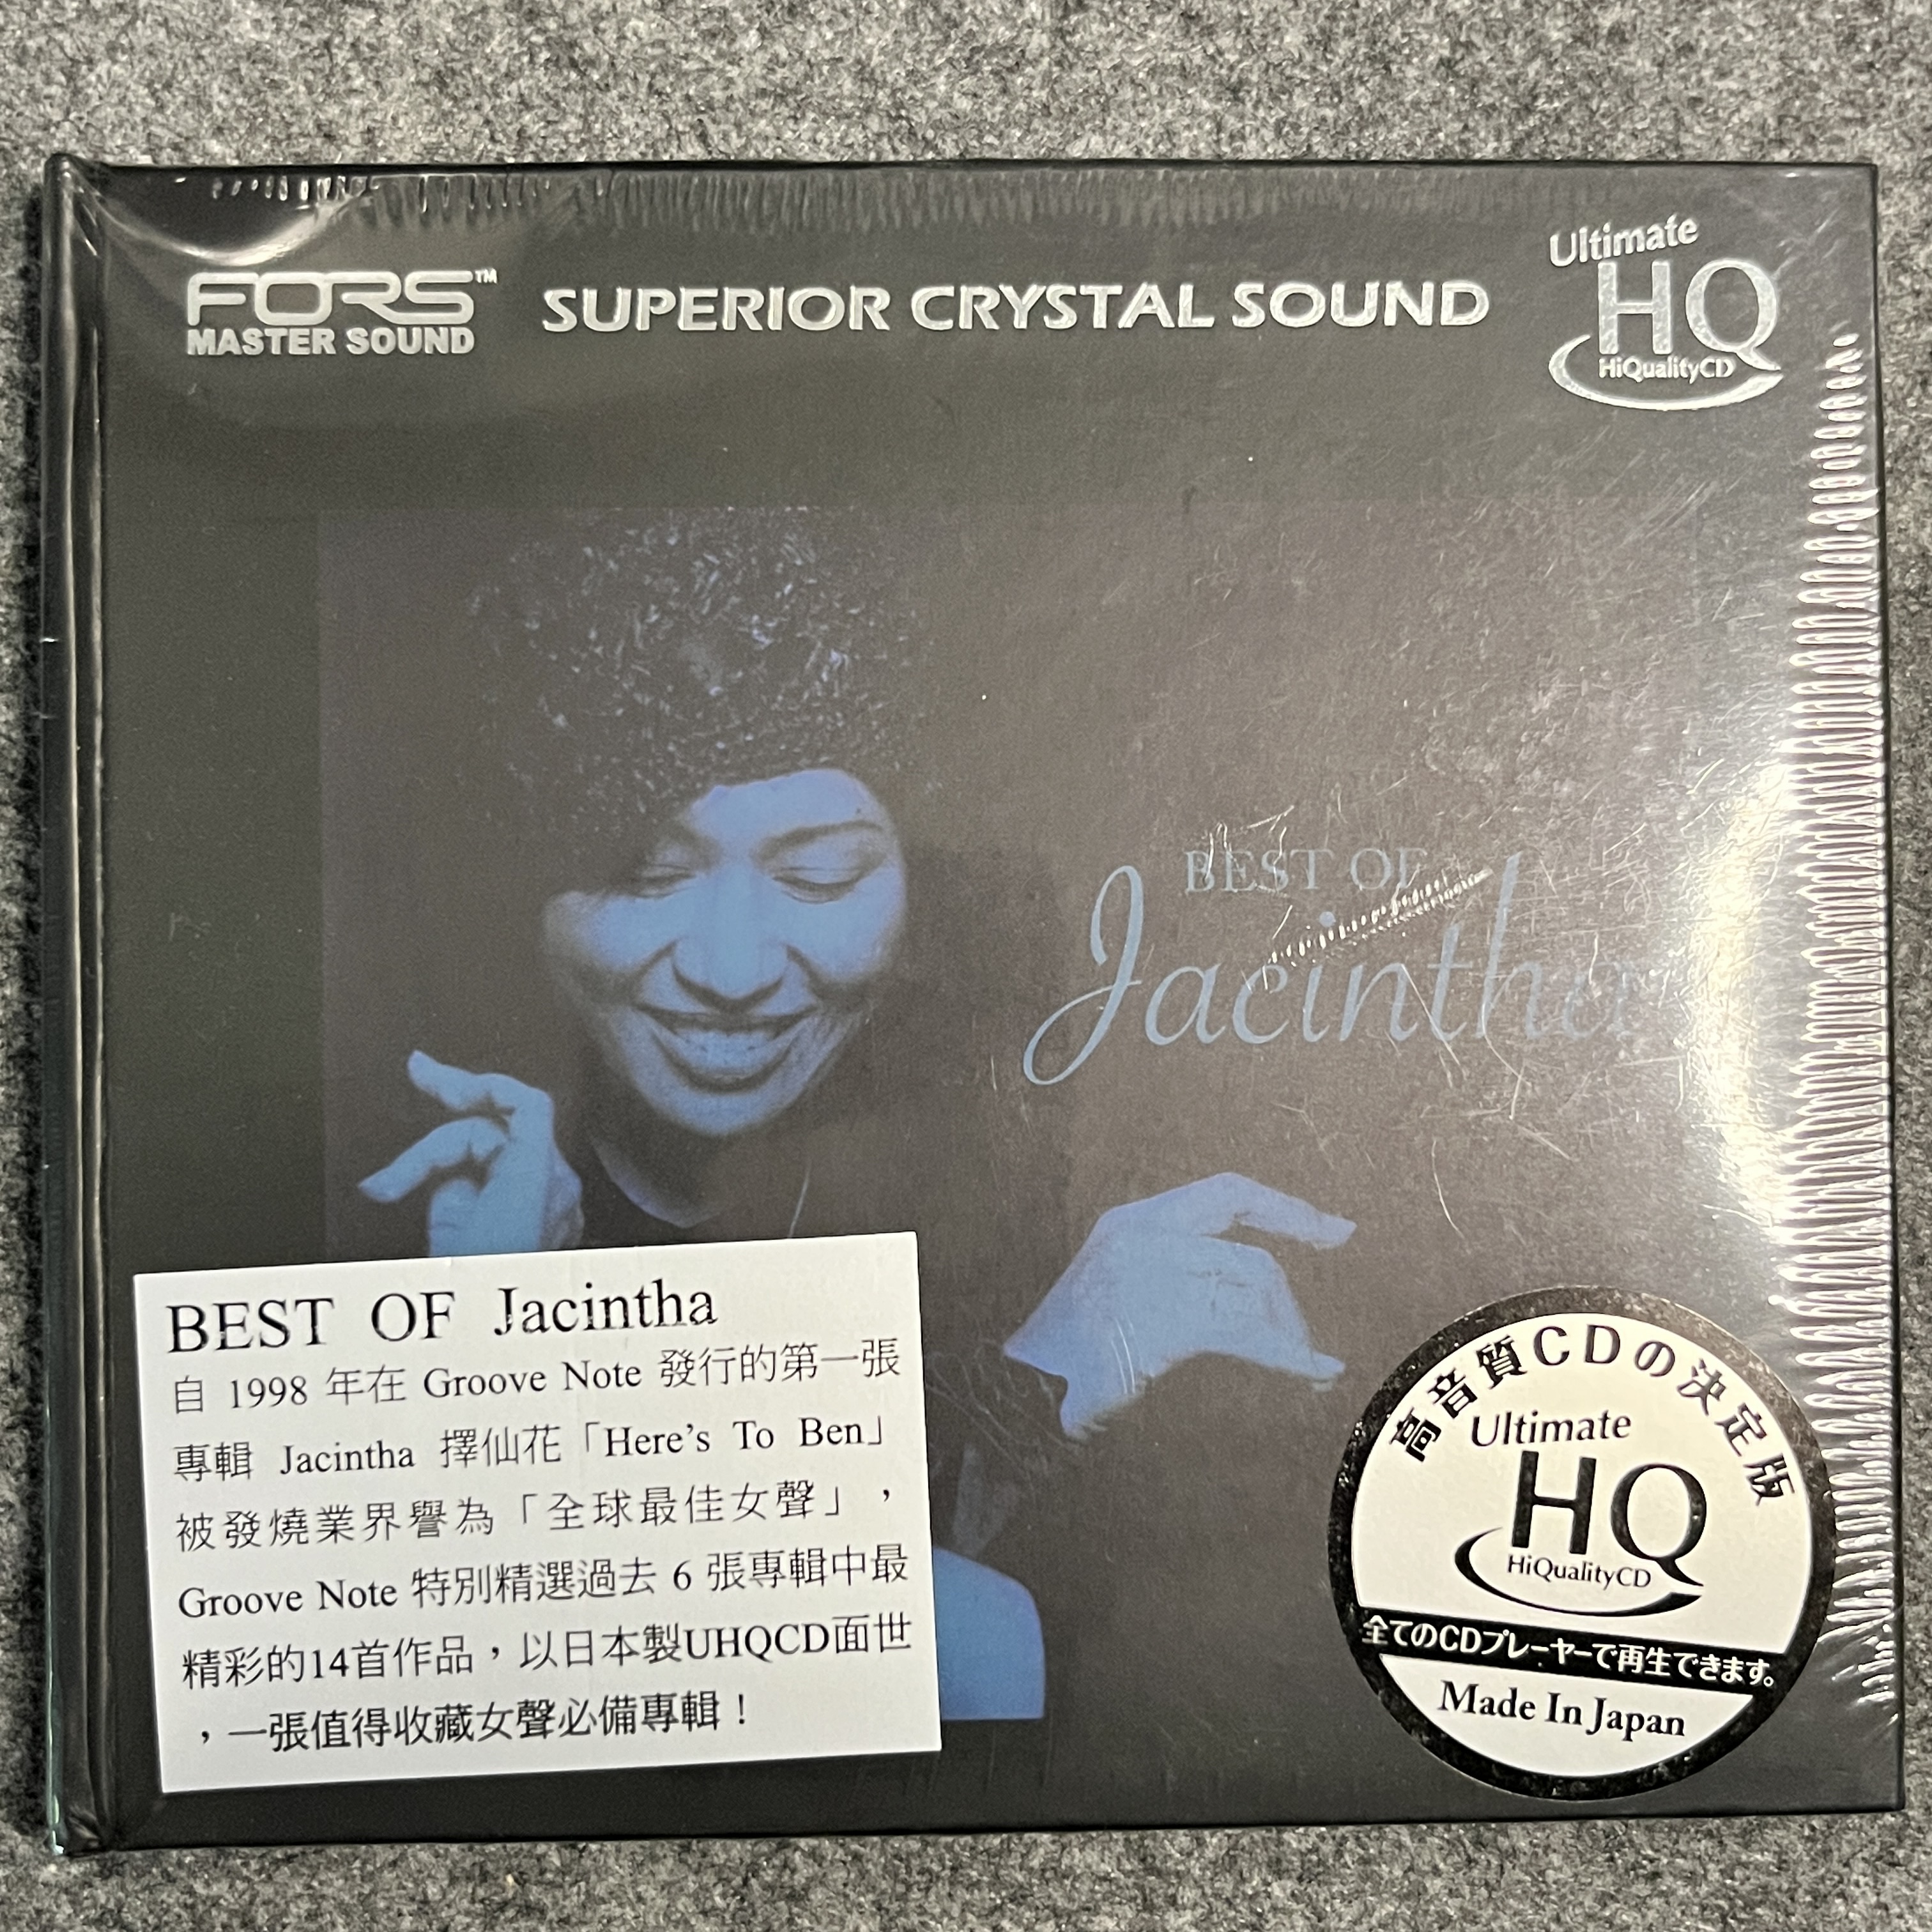 FORS™
MASTER SOUND
SUPERIOR CRYSTAL SOUND
Ultimate
HQ
HiQualityCD
BEST OF
Jacintha
BEST OF Jacintha
自 1998 年在 Groove Note 發行的第一張
專輯 Jacintha 擇仙花「Here's To Ben」
被發燒業界譽為「全球最佳女聲」，
Groove Note 特別精選過去 6 張專輯中最
精彩的14首作品，以日本製UHQCD面世
，一張值得收藏女聲必備專輯！
高音質CDの決定版
Ultimate
HQ
HiQualityCD
全てのCDプレーヤーで再生できます。
Made In Japan